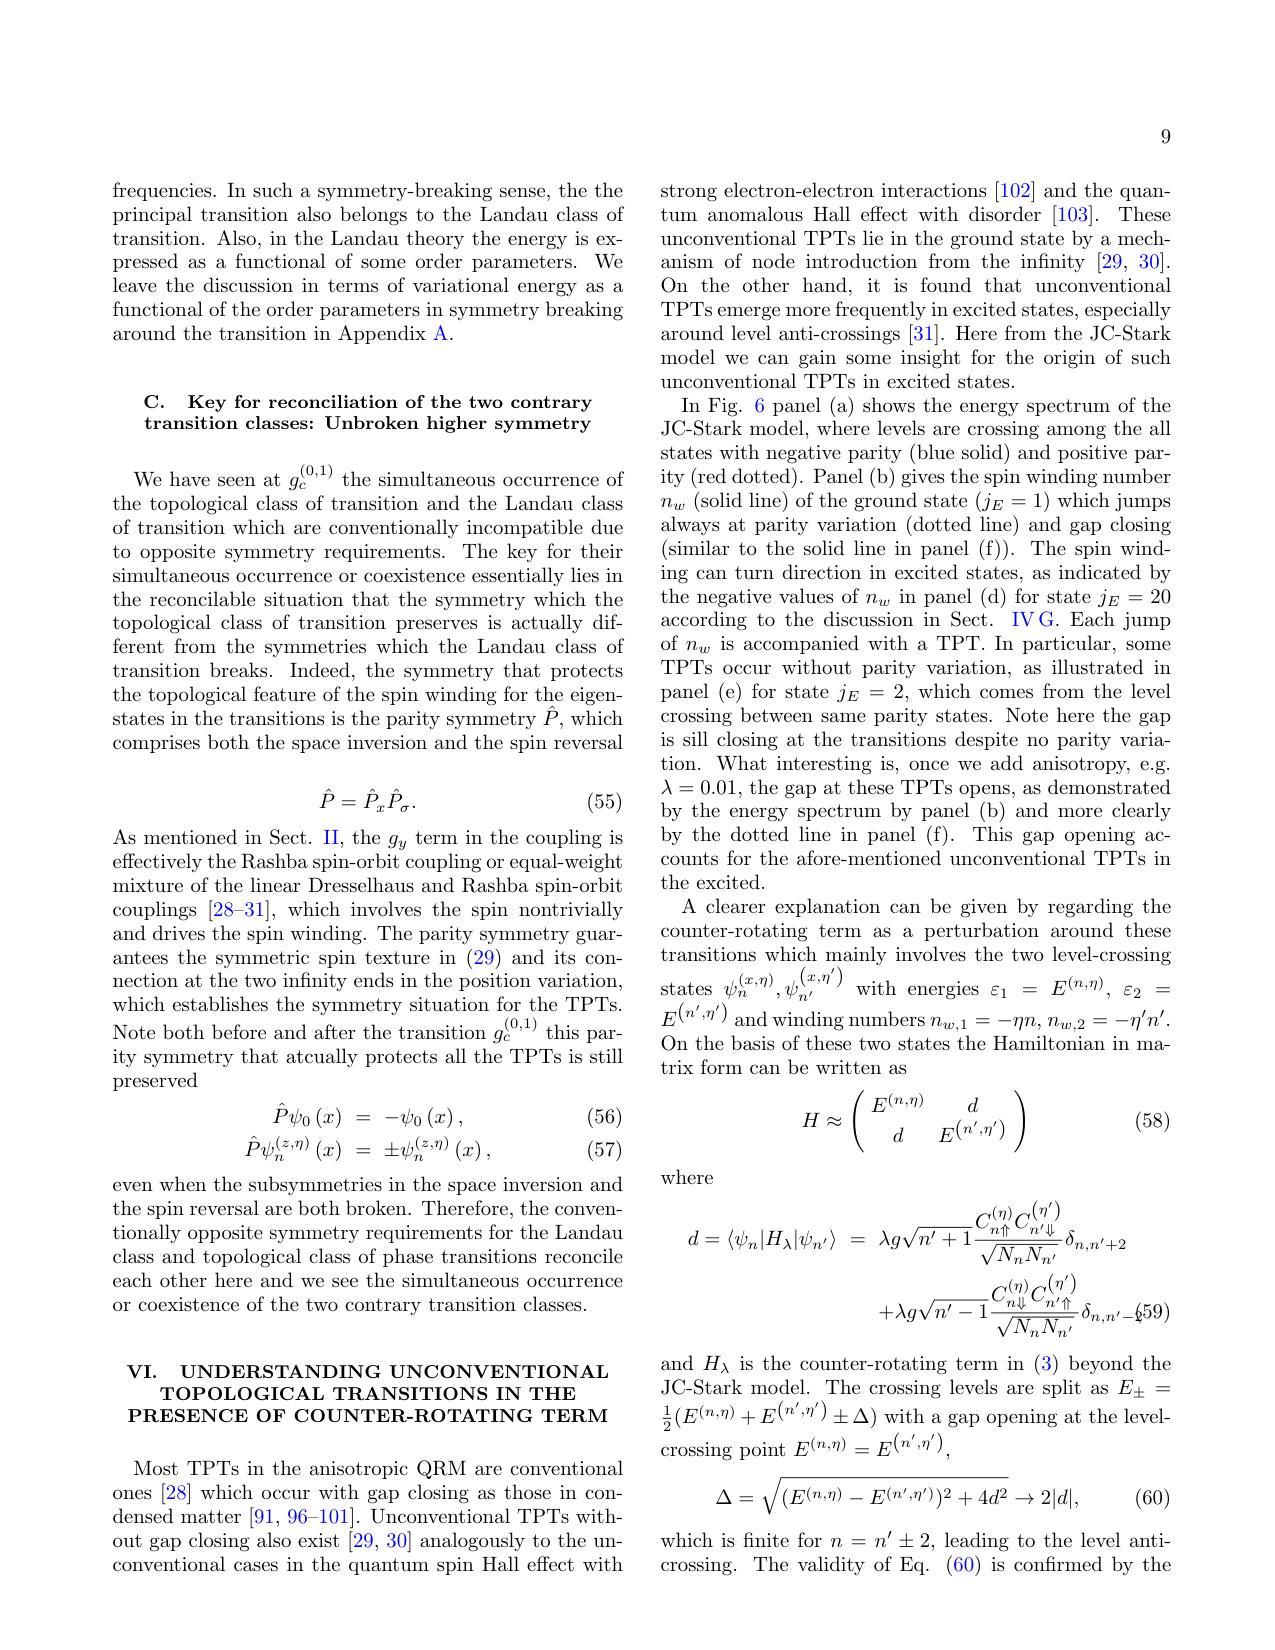 9
frequencies. In such a symmetry-breaking sense, the the
principal transition also belongs to the Landau class of
transition. Also, in the Landau theory the energy is ex-
pressed as a functional of some order parameters. We
leave the discussion in terms of variational energy as a
functional of the order parameters in symmetry breaking
around the transition in Appendix A.
C. Key for reconciliation of the two contrary
transition classes: Unbroken higher symmetry
We have seen at $g_c^{(0,1)}$ the simultaneous occurrence of
the topological class of transition and the Landau class
of transition which are conventionally incompatible due
to opposite symmetry requirements. The key for their
simultaneous occurrence or coexistence essentially lies in
the reconcilable situation that the symmetry which the
topological class of transition preserves is actually dif-
ferent from the symmetries which the Landau class of
transition breaks. Indeed, the symmetry that protects
the topological feature of the spin winding for the eigen-
states in the transitions is the parity symmetry $\hat{P}$, which
comprises both the space inversion and the spin reversal
$\hat{P} = \hat{P}_x \hat{P}_\sigma.$ (55)
As mentioned in Sect. II, the $g_y$ term in the coupling is
effectively the Rashba spin-orbit coupling or equal-weight
mixture of the linear Dresselhaus and Rashba spin-orbit
couplings [28–31], which involves the spin nontrivially
and drives the spin winding. The parity symmetry guar-
antees the symmetric spin texture in (29) and its con-
nection at the two infinity ends in the position variation,
which establishes the symmetry situation for the TPTs.
Note both before and after the transition $g_c^{(0,1)}$ this par-
ity symmetry that atcually protects all the TPTs is still
preserved
$\hat{P}\psi_0(x) = -\psi_0(x),$ (56)
$\hat{P}\psi_n^{(z,\eta)}(x) = \pm\psi_n^{(z,\eta)}(x),$ (57)
even when the subsymmetries in the space inversion and
the spin reversal are both broken. Therefore, the conven-
tionally opposite symmetry requirements for the Landau
class and topological class of phase transitions reconcile
each other here and we see the simultaneous occurrence
or coexistence of the two contrary transition classes.
VI. UNDERSTANDING UNCONVENTIONAL
TOPOLOGICAL TRANSITIONS IN THE
PRESENCE OF COUNTER-ROTATING TERM
Most TPTs in the anisotropic QRM are conventional
ones [28] which occur with gap closing as those in con-
densed matter [91, 96–101]. Unconventional TPTs with-
out gap closing also exist [29, 30] analogously to the un-
conventional cases in the quantum spin Hall effect with
strong electron-electron interactions [102] and the quan-
tum anomalous Hall effect with disorder [103]. These
unconventional TPTs lie in the ground state by a mech-
anism of node introduction from the infinity [29, 30].
On the other hand, it is found that unconventional
TPTs emerge more frequently in excited states, especially
around level anti-crossings [31]. Here from the JC-Stark
model we can gain some insight for the origin of such
unconventional TPTs in excited states.
In Fig. 6 panel (a) shows the energy spectrum of the
JC-Stark model, where levels are crossing among the all
states with negative parity (blue solid) and positive par-
ity (red dotted). Panel (b) gives the spin winding number
$n_w$ (solid line) of the ground state ($j_E = 1$) which jumps
always at parity variation (dotted line) and gap closing
(similar to the solid line in panel (f)). The spin wind-
ing can turn direction in excited states, as indicated by
the negative values of $n_w$ in panel (d) for state $j_E = 20$
according to the discussion in Sect. IV G. Each jump
of $n_w$ is accompanied with a TPT. In particular, some
TPTs occur without parity variation, as illustrated in
panel (e) for state $j_E = 2$, which comes from the level
crossing between same parity states. Note here the gap
is sill closing at the transitions despite no parity varia-
tion. What interesting is, once we add anisotropy, e.g.
$\lambda = 0.01$, the gap at these TPTs opens, as demonstrated
by the energy spectrum by panel (b) and more clearly
by the dotted line in panel (f). This gap opening ac-
counts for the afore-mentioned unconventional TPTs in
the excited.
A clearer explanation can be given by regarding the
counter-rotating term as a perturbation around these
transitions which mainly involves the two level-crossing
states $\psi_n^{(x,\eta)}, \psi_{n'}^{(x,\eta')}$ with energies $\varepsilon_1 = E^{(n,\eta)}$, $\varepsilon_2 =$
$E^{(n',\eta')}$ and winding numbers $n_{w,1} = -\eta n, n_{w,2} = -\eta' n'$.
On the basis of these two states the Hamiltonian in ma-
trix form can be written as
$H \approx \begin{pmatrix} E^{(n,\eta)} & d \\ d & E^{(n',\eta')} \end{pmatrix}$ (58)
where
$d = \langle\psi_n|H_\lambda|\psi_{n'}\rangle = \lambda g\sqrt{n'+1}\frac{C_{n\Uparrow}^{(\eta)} C_{n'\Downarrow}^{(\eta')}}{\sqrt{N_n N_{n'}}}\delta_{n,n'+2}$
$+\lambda g\sqrt{n'-1}\frac{C_{n\Downarrow}^{(\eta)} C_{n'\Uparrow}^{(\eta')}}{\sqrt{N_n N_{n'}}}\delta_{n,n'-2}$ (59)
and $H_\lambda$ is the counter-rotating term in (3) beyond the
JC-Stark model. The crossing levels are split as $E_\pm =$
$\frac{1}{2}(E^{(n,\eta)} + E^{(n',\eta')} \pm \Delta)$ with a gap opening at the level-
crossing point $E^{(n,\eta)} = E^{(n',\eta')}$,
$\Delta = \sqrt{(E^{(n,\eta)} - E^{(n',\eta')})^2 + 4d^2} \to 2|d|,$ (60)
which is finite for $n = n' \pm 2$, leading to the level anti-
crossing. The validity of Eq. (60) is confirmed by the